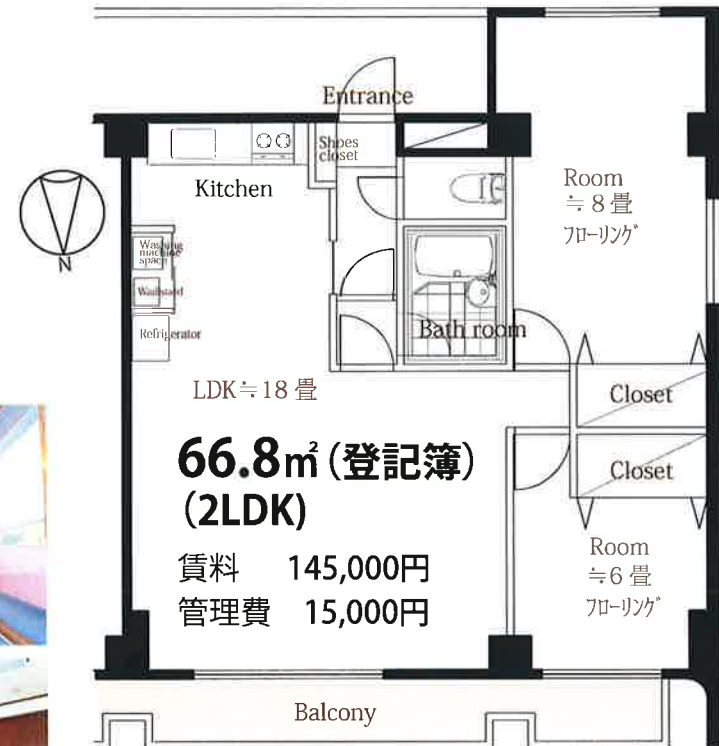 Entrance
Shoes
closet
Kitchen
Room
≒8畳
フローリング
N
Washing
machine
space
Washstand
Refrigerator
Bath room
LDK≒18畳
Closet
66.8㎡(登記簿)
(2LDK)
Closet
賃料 145,000円
管理費 15,000円
Room
≒6畳
フローリング
Balcony